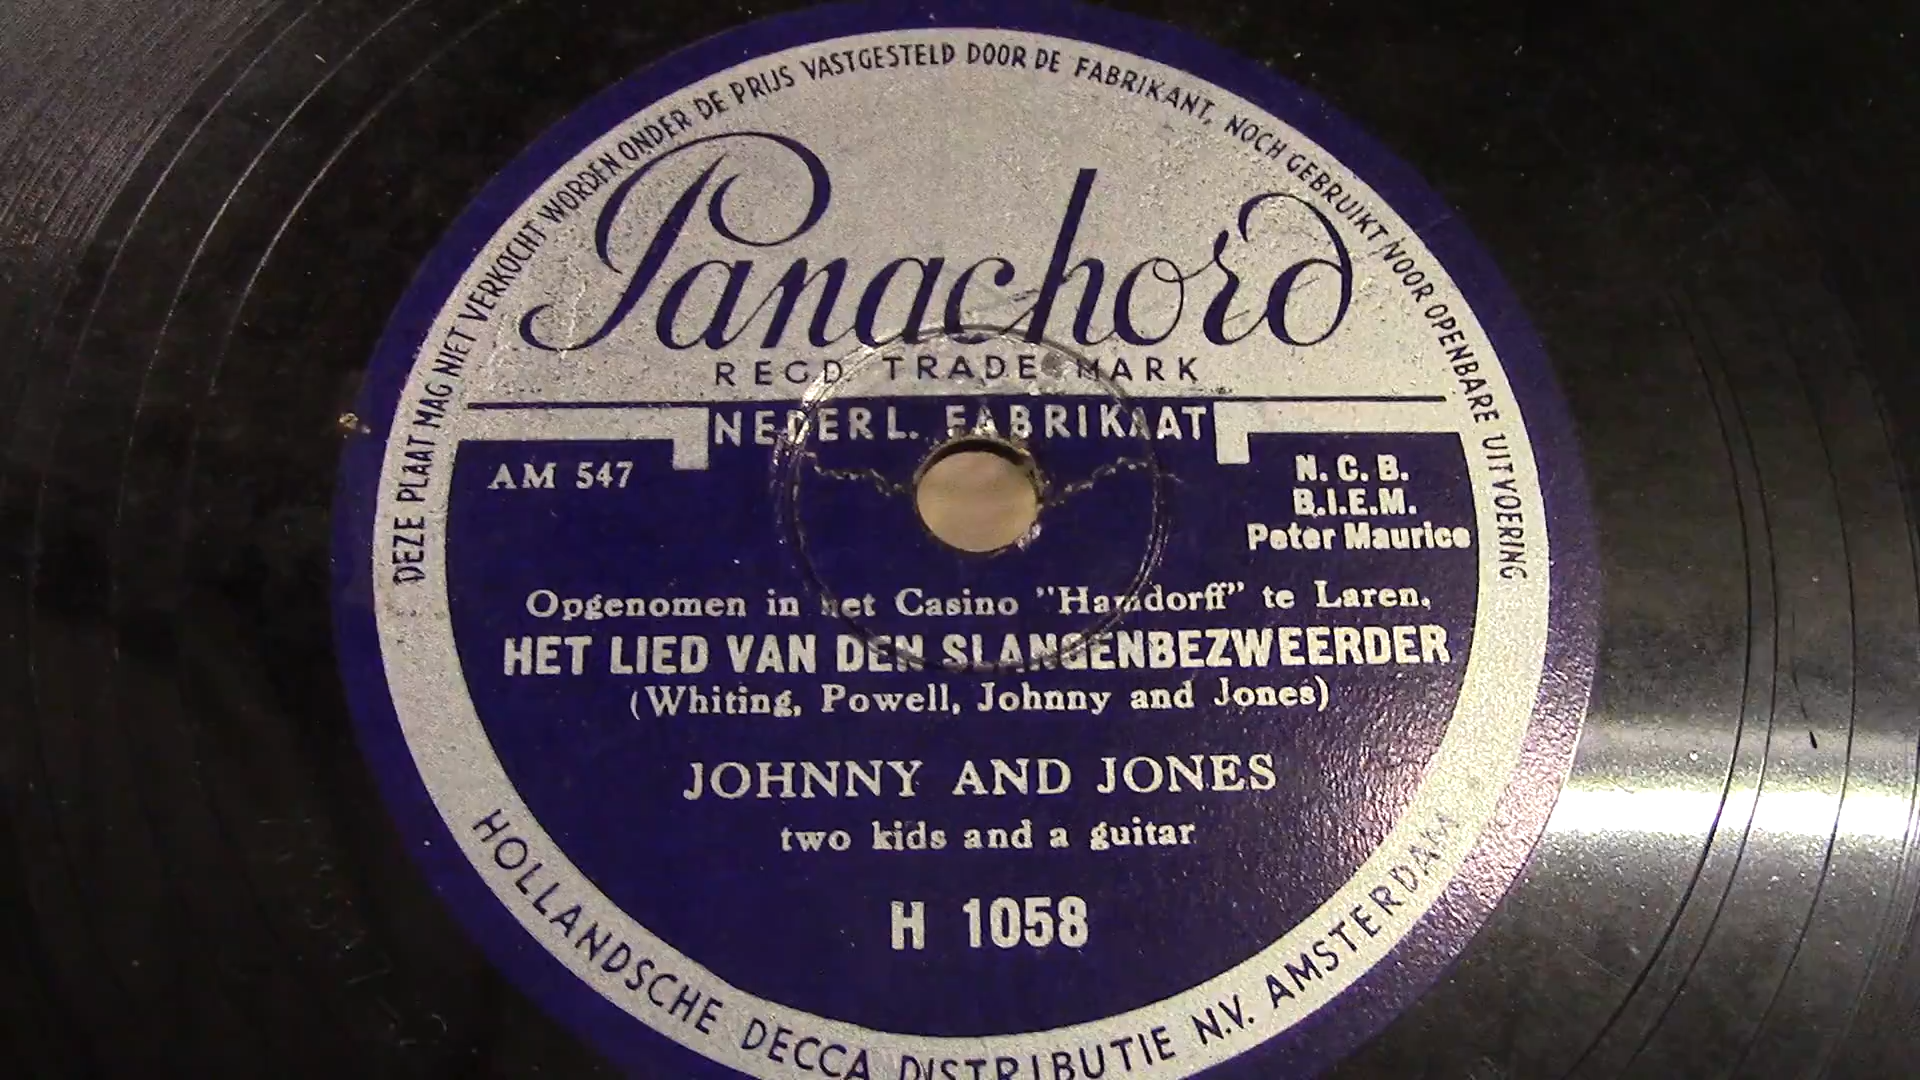 DEZE PLAAT MAG NIET VERKOCHT WORDEN ONDER DE PRIJS VASTGESTELD DOOR DE FABRIKANT, NOCH GEBRUIKT VOOR OPENBARE UITVOERING
Panachord
REGD TRADE MARK
NEDERL. FABRIKAAT
AM 547
N. C. B.
B.I.E.M.
Peter Maurice
Opgenomen in het Casino "Hamdorff" te Laren.
HET LIED VAN DEN SLANGENBEZWEERDER
(Whiting, Powell, Johnny and Jones)
JOHNNY AND JONES
two kids and a guitar
H 1058
HOLLANDSCHE DECCA DISTRIBUTIE N.V. AMSTERDAM